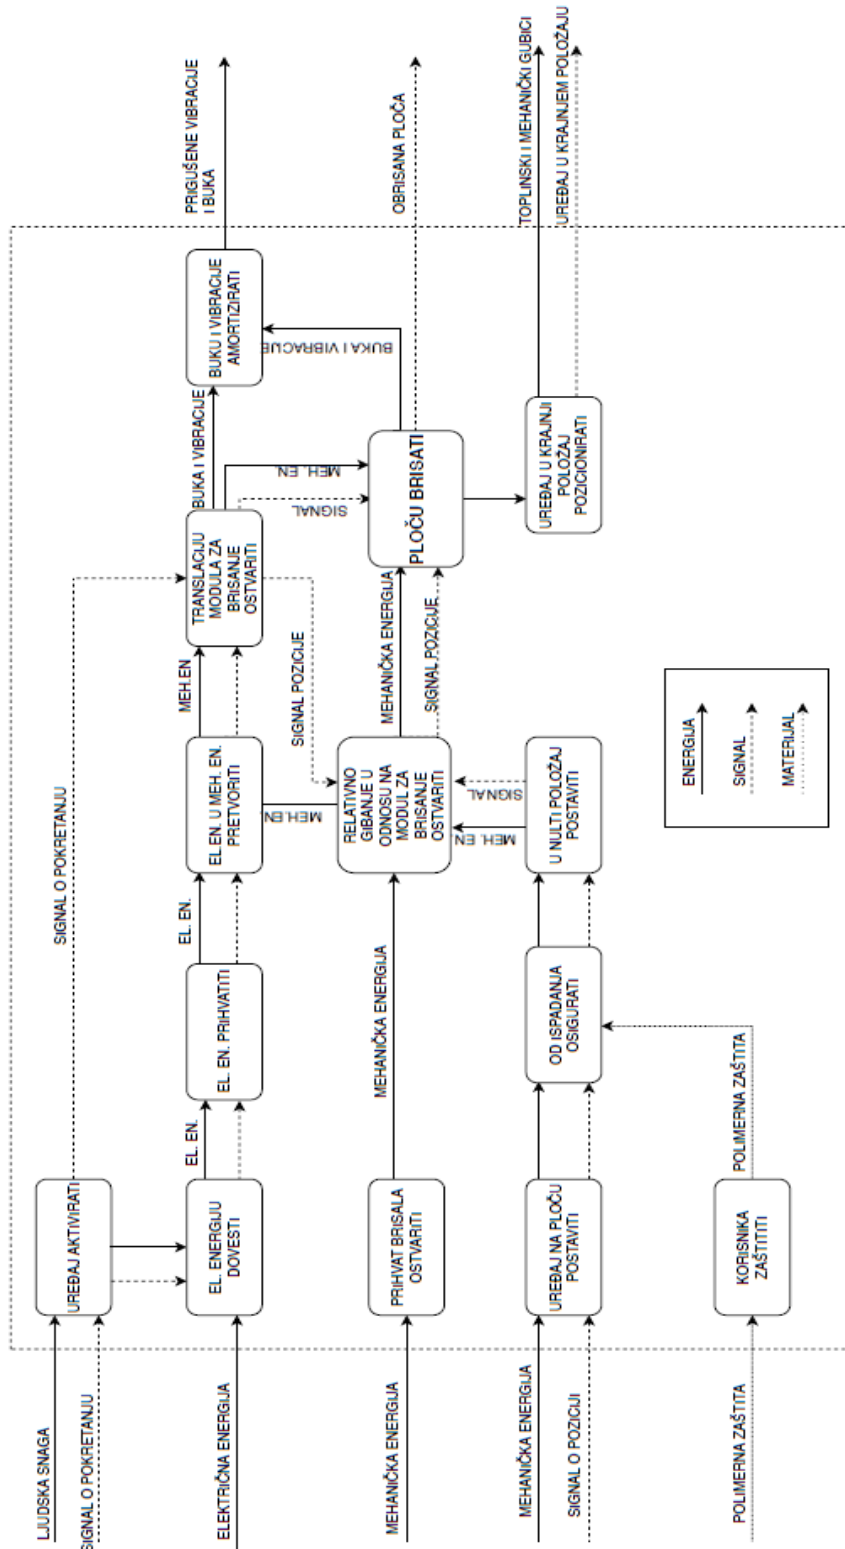 LJUDSKA SNAGA
SIGNAL O POKRETANJU
ELEKTRIČNA ENERGIJA
MEHANIČKA ENERGIJA
MEHANIČKA ENERGIJA
SIGNAL O POZICIJI
POLIMERNA ZAŠTITA
UREĐAJ AKTIVIRATI
SIGNAL O POKRETANJU
EL. ENERGIJU
DOVESTI
EL. EN.
EL. EN. PRIHVATITI
EL. EN.
EL.EN. U MEH. EN.
PRETVORITI
MEH.EN
TRANSLACIJU
MODULA ZA
BRISANJE
OSTVARITI
BUKA I VIBRACIJE
BUKU I VIBRACIJE
AMORTIZIRATI
PRIGUŠENE VIBRACIJE
I BUKA
MEH.EN.
SIGNAL POZICIJE
SIGNAL
MEH. EN.
BUKA I VIBRACIJE
PRIHVAT BRISALA
OSTVARITI
MEHANIČKA ENERGIJA
RELATIVNO
GIBANJE U
ODNOSU NA
MODUL ZA
BRISANJE
OSTVARITI
MEHANIČKA ENERGIJA
SIGNAL POZICIJE
PLOČU BRISATI
OBRISANA PLOČA
MEH. EN.
SIGNAL
UREĐAJ NA PLOČU
POSTAVITI
OD ISPADANJA
OSIGURATI
U NULTI POLOŽAJ
POSTAVITI
UREĐAJ U KRAJNJI
POLOŽAJ
POZICIONIRATI
TOPLINSKI I MEHANIČKI GUBICI
UREĐAJ U KRAJNJEM POLOŽAJU
KORISNIKA
ZAŠTITITI
POLIMERNA ZAŠTITA
ENERGIJA
SIGNAL
MATERIJAL